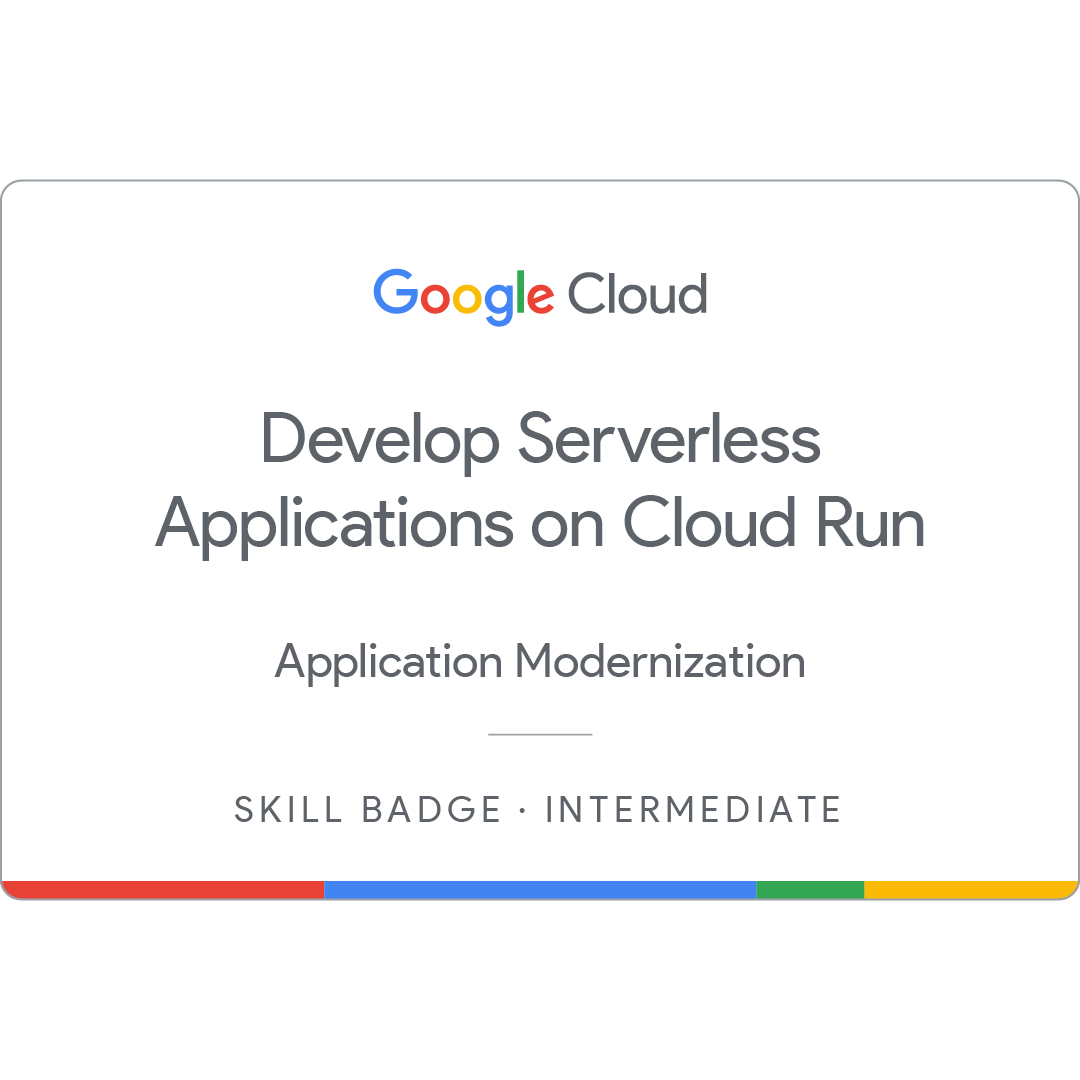 Google Cloud
Develop Serverless
Applications on Cloud Run
Application Modernization
SKILL BADGE · INTERMEDIATE